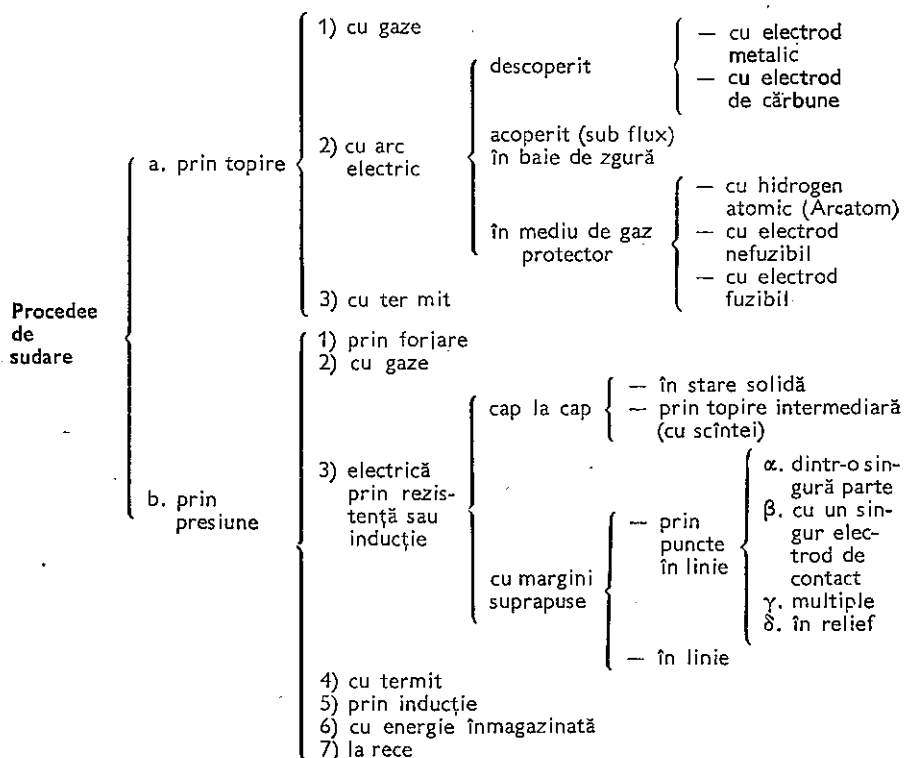 Procedee
de
sudare
a. prin topire
1) cu gaze
2) cu arc
electric
descoperit
— cu electrod
metalic
— cu electrod
de cărbune
acoperit (sub flux)
în baie de zgură
în mediu de gaz
protector
— cu hidrogen
atomic (Arcatom)
— cu electrod
nefuzibil
— cu electrod
fuzibil
3) cu ter mit
b. prin
presiune
1) prin forjare
2) cu gaze
3) electrică
prin rezis-
tență sau
inducție
cap la cap
— în stare solidă
— prin topire intermediară
(cu scîntei)
cu margini
suprapuse
— prin
puncte
în linie
α. dintr-o sin-
gură parte
β. cu un sin-
gur elec-
trod de
contact
γ. multiple
δ. în relief
— în linie
4) cu termit
5) prin inducție
6) cu energie înmagazinată
7) la rece